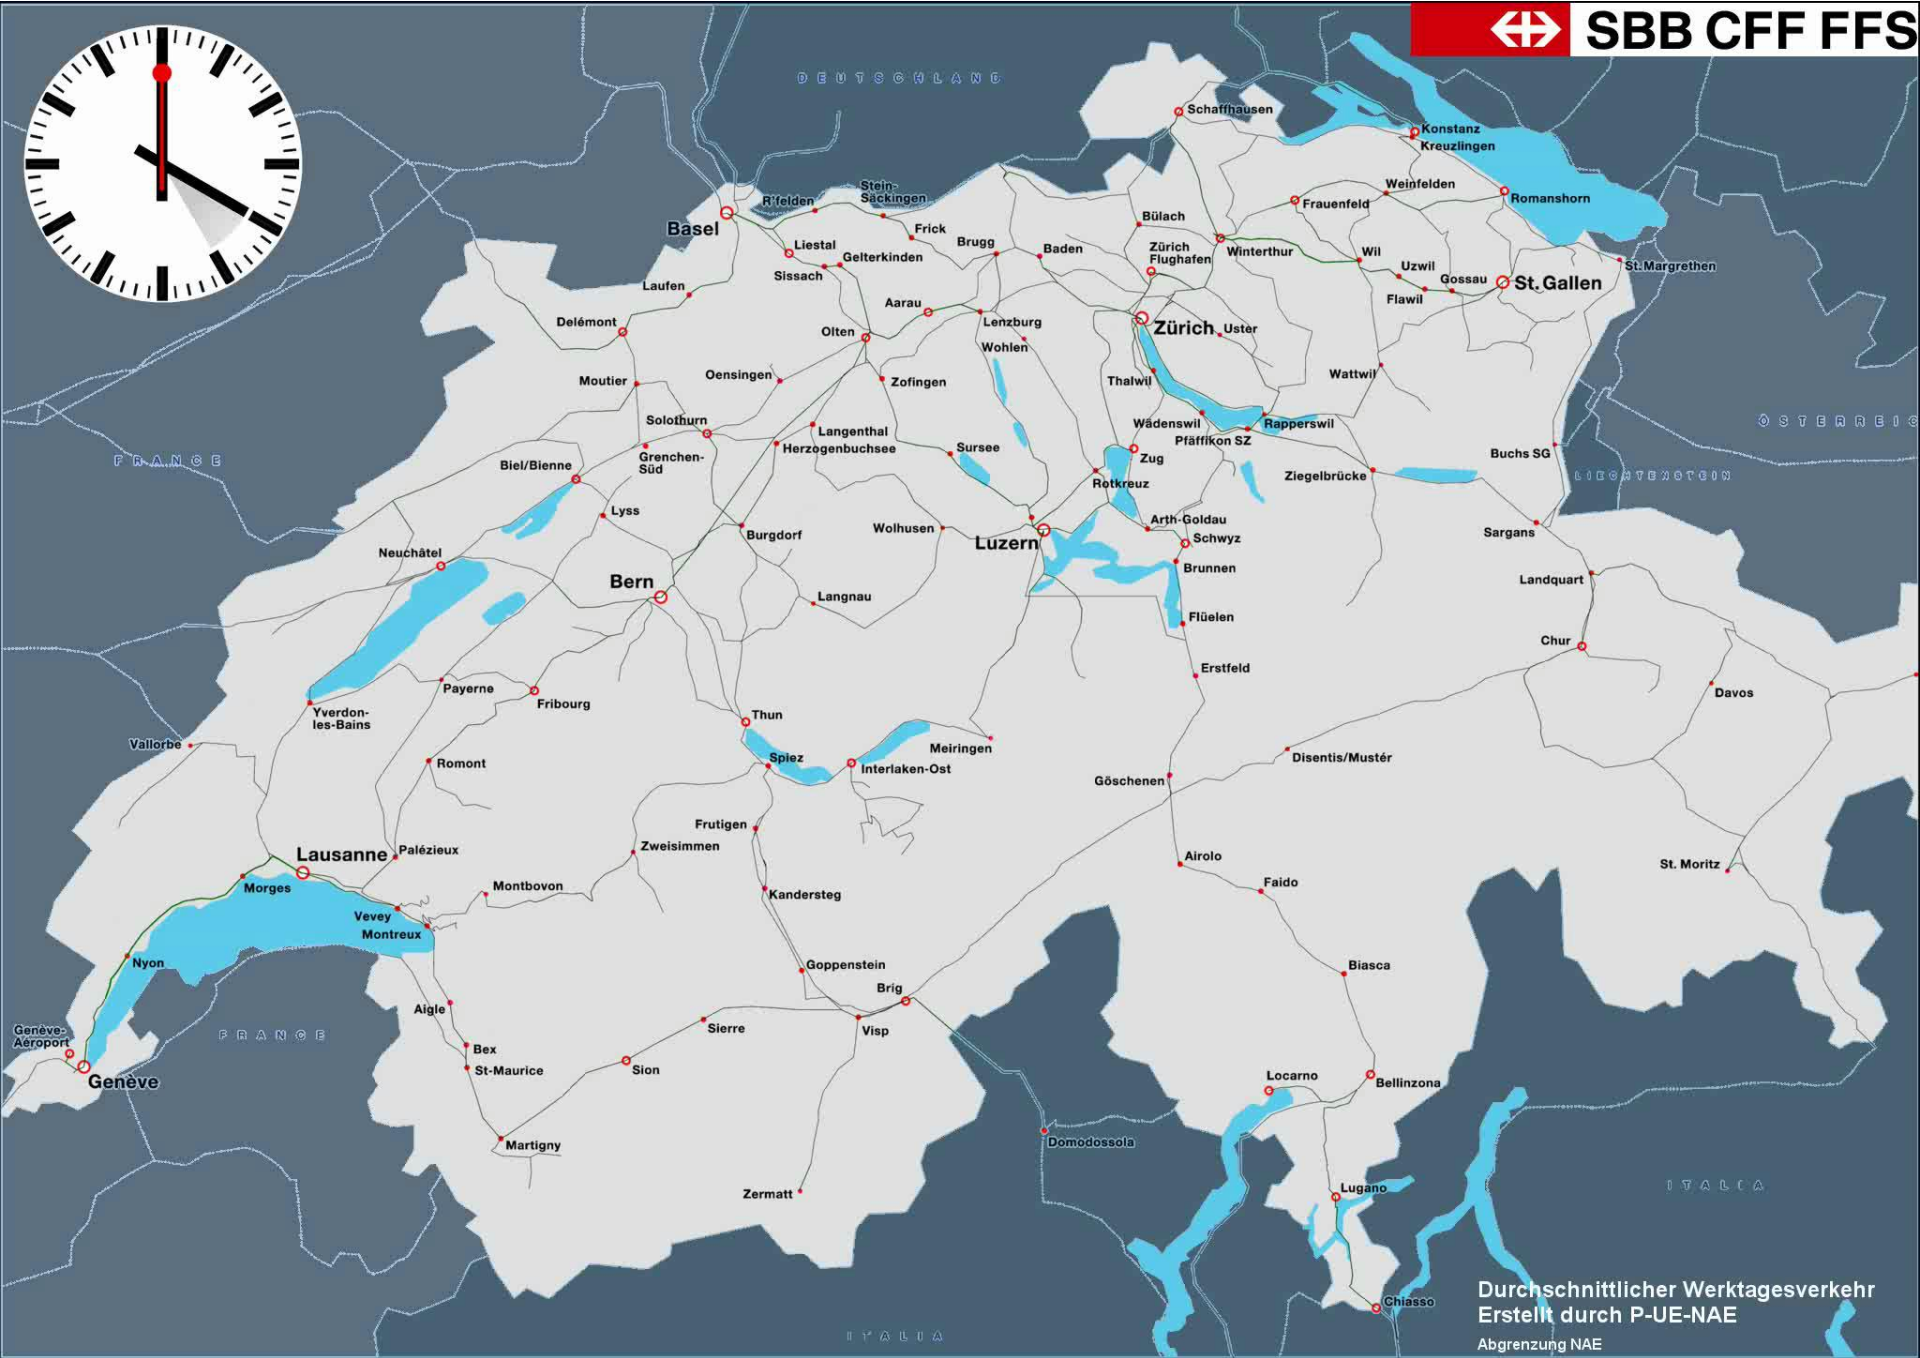 SBB CFF FFS
DEUTSCHLAND
Schaffhausen
Konstanz
Kreuzlingen
Stein-
Säckingen
R'felden
Weinfelden
Romanshorn
Frauenfeld
Basel
Bülach
Frick
Liestal
Brugg
Baden
Zürich
Flughafen
Winterthur
Wil
Gelterkinden
Sissach
Uzwil
St. Margrethen
Gossau
St. Gallen
Flawil
Laufen
Aarau
Delémont
Olten
Lenzburg
Zürich
Uster
Wohlen
Oensingen
Moutier
Zofingen
Thalwil
Wattwil
Solothurn
Langenthal
Wädenswil
Rapperswil
ÖSTERREIC
Pfäffikon SZ
Herzogenbuchsee
Sursee
Grenchen-
Süd
Zug
Buchs SG
FRANCE
Biel/Bienne
Ziegelbrücke
LIECHTENSTEIN
Rotkreuz
Lyss
Arth-Goldau
Wolhusen
Burgdorf
Luzern
Schwyz
Sargans
Neuchâtel
Brunnen
Bern
Landquart
Langnau
Flüelen
Chur
Erstfeld
Payerne
Davos
Fribourg
Yverdon-
les-Bains
Thun
Vallorbe
Meiringen
Spiez
Interlaken-Ost
Disentis/Mustér
Romont
Göschenen
Frutigen
Zweisimmen
Palézieux
Lausanne
Airolo
St. Moritz
Morges
Montbovon
Faido
Kandersteg
Vevey
Montreux
Nyon
Goppenstein
Biasca
Brig
Aigle
Genève-
Aéroport
FRANCE
Sierre
Visp
Bex
St-Maurice
Sion
Genève
Locarno
Bellinzona
Martigny
Domodossola
Zermatt
Lugano
ITALIA
Chiasso
Durchschnittlicher Werktagesverkehr
Erstellt durch P-UE-NAE
ITALIA
Abgrenzung NAE